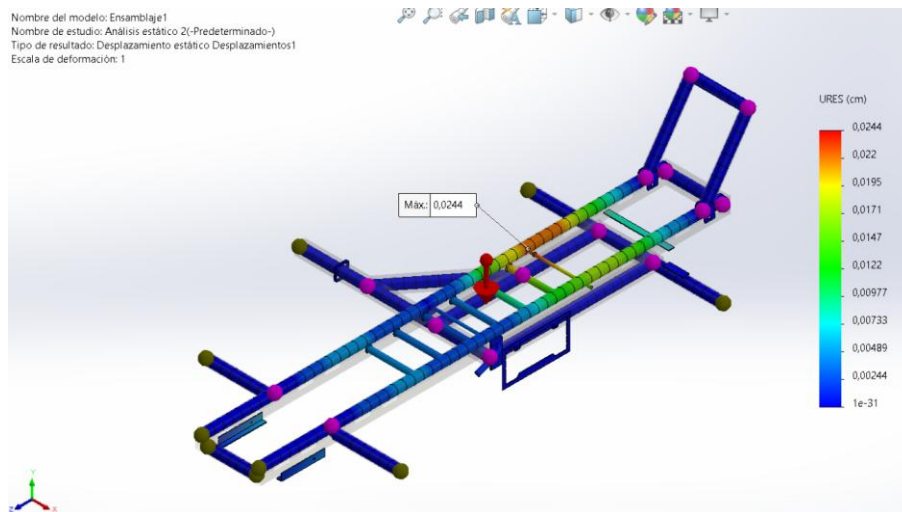 Nombre del modelo: Ensamblaje1
Nombre de estudio: Análisis estático 2(-Predeterminado-)
Tipo de resultado: Desplazamiento estático Desplazamientos1
Escala de deformación: 1
URES (cm)
0,0244
0,022
0,0195
0,0171
0,0147
0,0122
0,00977
0,00733
0,00489
0,00244
1e-31
Máx.: 0,0244
Y
Z
X